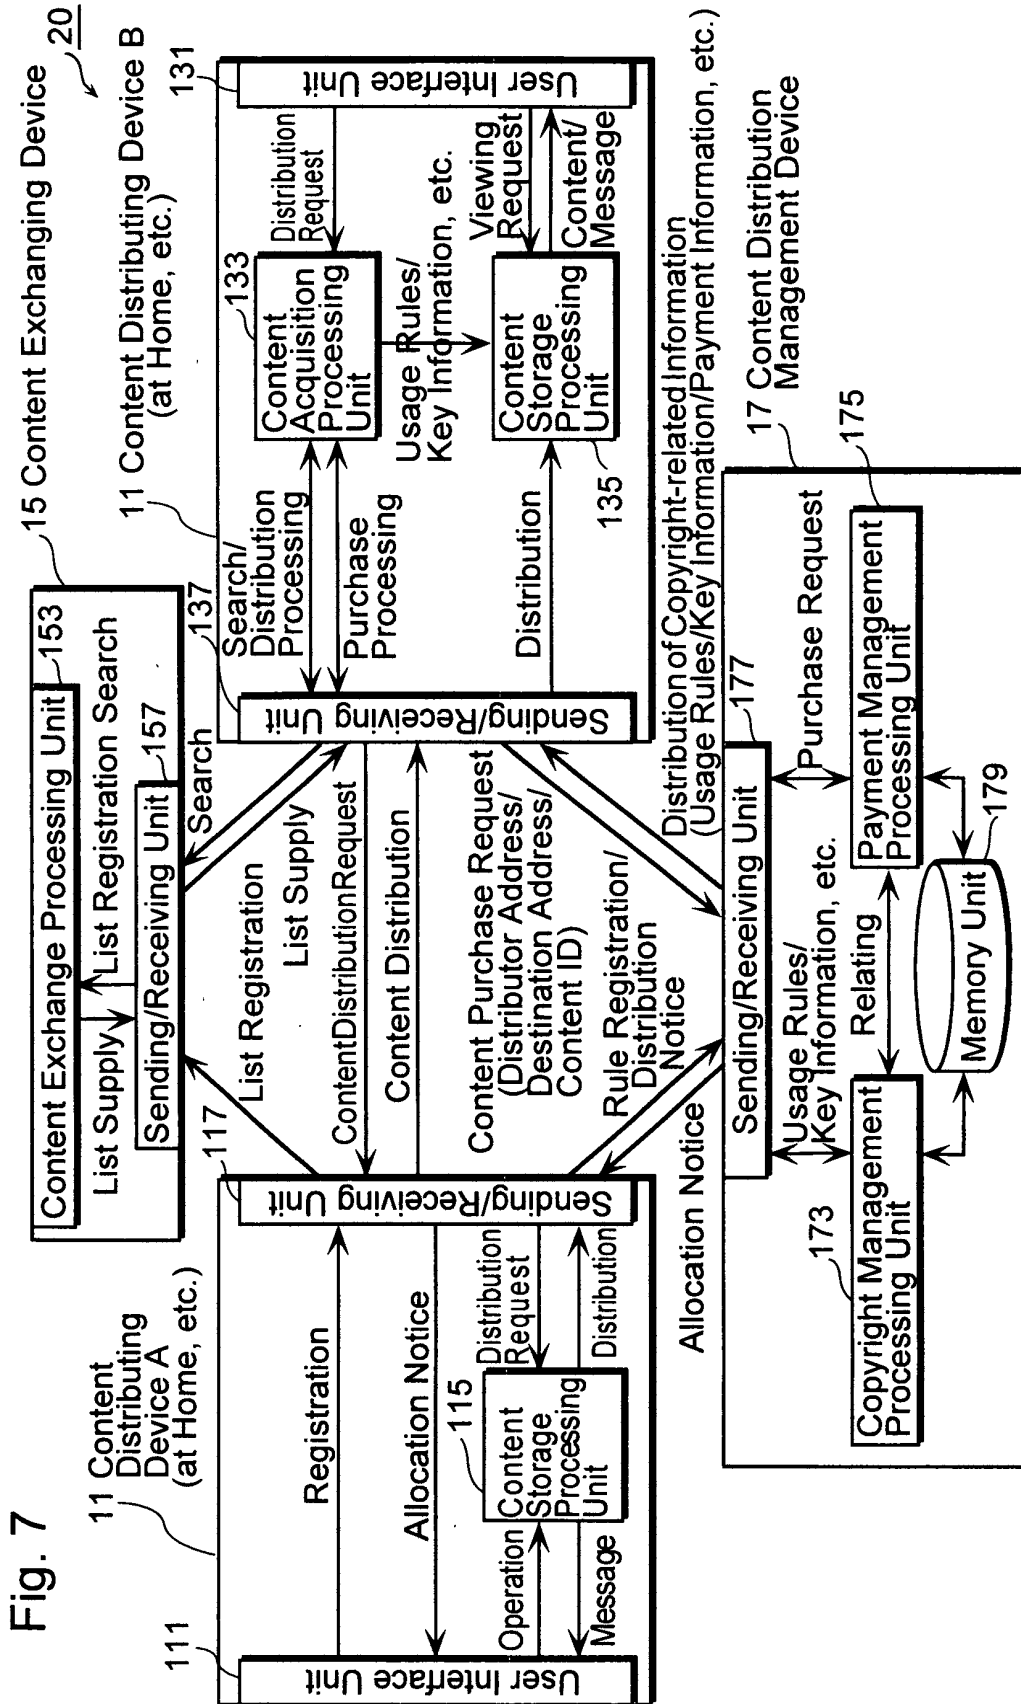 Fig. 7
20
15 Content Exchanging Device
Content Exchange Processing Unit
153
List Supply
List Registration Search
Sending/Receiving Unit
157
11 Content
Distributing
Device A
(at Home, etc.)
111
User Interface Unit
Registration
Allocation Notice
Operation
Message
115
Content
Storage
Processing
Unit
Distribution
Request
Distribution
117
Sending/Receiving Unit
List Registration
Search
List Supply
ContentDistributionRequest
Content Distribution
Content Purchase Request
(Distributor Address/
Destination Address/
Content ID)
Rule Registration/
Distribution
Notice
Allocation Notice
11 Content Distributing Device B
(at Home, etc.)
137
Sending/Receiving Unit
Search/
Distribution
Processing
Purchase
Processing
Distribution
133
Content
Acquisition
Processing
Unit
Usage Rules/
Key Information, etc.
Content
Storage
Processing
Unit
135
Distribution
Request
Viewing
Request
Content/
Message
131
User Interface Unit
Distribution of Copyright-related Information
(Usage Rules/Key Information/Payment Information, etc.)
17 Content Distribution
Management Device
Sending/Receiving Unit
177
Usage Rules/
Key Information, etc.
Purchase Request
173
Copyright Management
Processing Unit
Relating
175
Payment Management
Processing Unit
Memory Unit
179